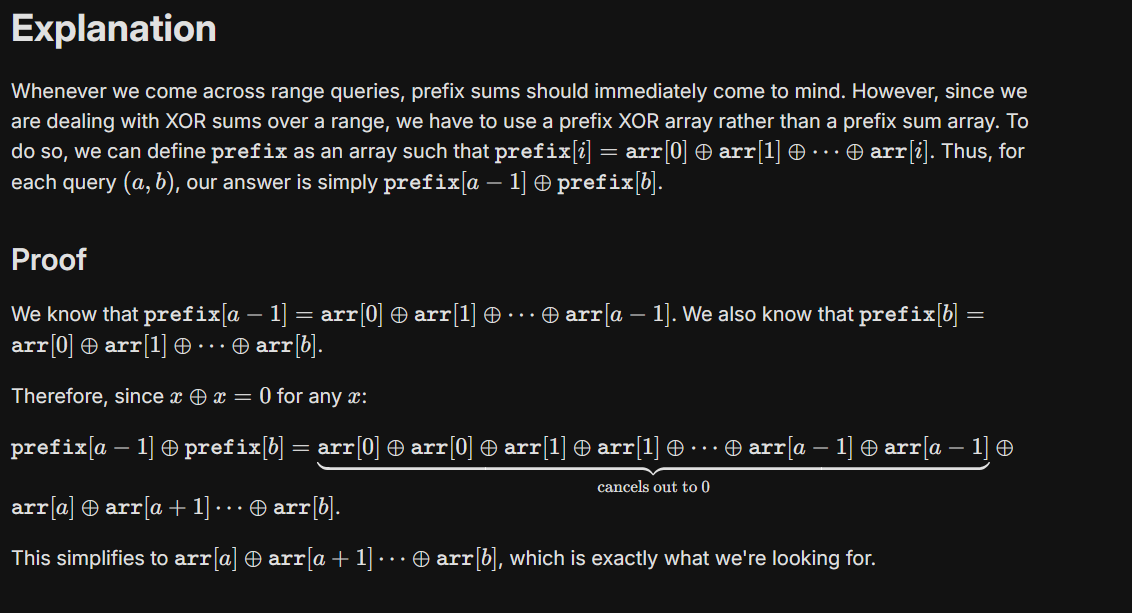 Explanation
Whenever we come across range queries, prefix sums should immediately come to mind. However, since we
are dealing with XOR sums over a range, we have to use a prefix XOR array rather than a prefix sum array. To
do so, we can define prefix as an array such that prefix[i] = arr[0] ⊕ arr[1] ⊕ ⋯ ⊕ arr[i]. Thus, for
each query (a, b), our answer is simply prefix[a − 1] ⊕ prefix[b].
Proof
We know that prefix[a − 1] = arr[0] ⊕ arr[1] ⊕ ⋯ ⊕ arr[a − 1]. We also know that prefix[b] =
arr[0] ⊕ arr[1] ⊕ ⋯ ⊕ arr[b].
Therefore, since x ⊕ x = 0 for any x:
prefix[a − 1] ⊕ prefix[b] = arr[0] ⊕ arr[0] ⊕ arr[1] ⊕ arr[1] ⊕ ⋯ ⊕ arr[a − 1] ⊕ arr[a − 1] ⊕
cancels out to 0
arr[a] ⊕ arr[a + 1] ⋯ ⊕ arr[b].
This simplifies to arr[a] ⊕ arr[a + 1] ⋯ ⊕ arr[b], which is exactly what we're looking for.